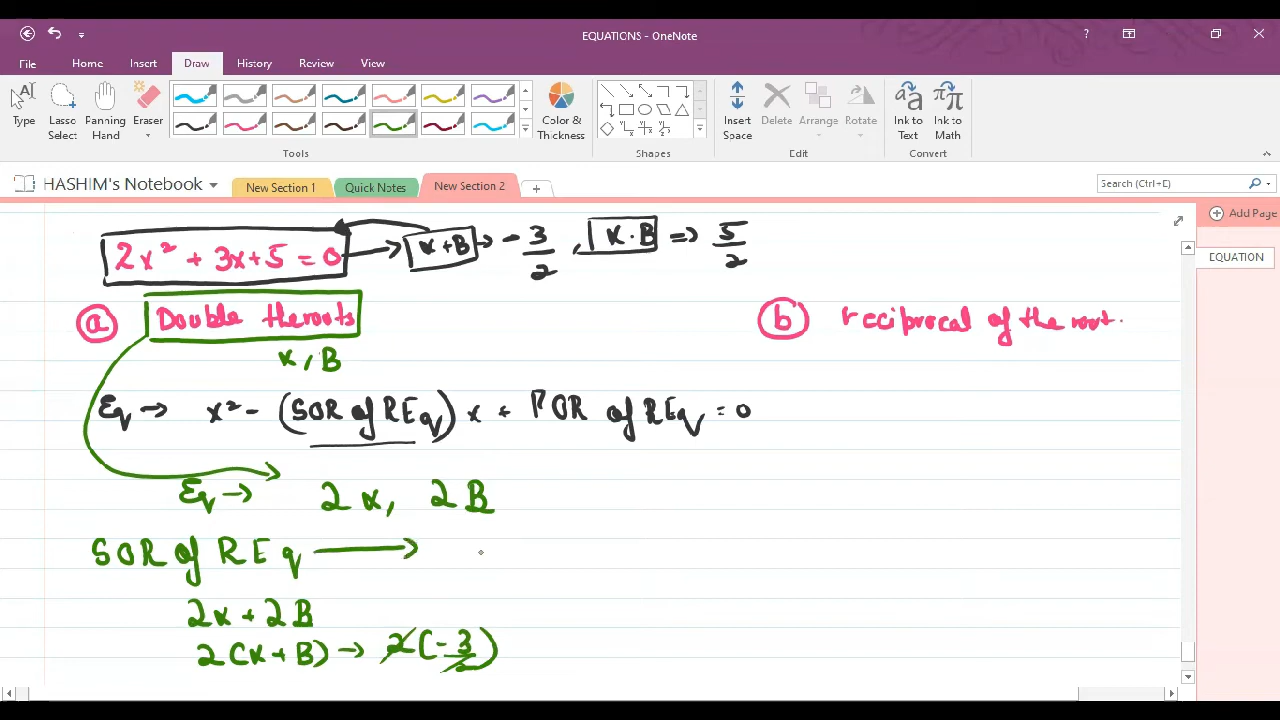 EQUATIONS - OneNote
File Home Insert Draw History Review View
Type Lasso Select Panning Hand Eraser Color & Thickness Insert Space Delete Arrange Rotate Ink to Text Ink to Math
Tools Shapes Edit Convert
HASHIM's Notebook New Section 1 Quick Notes New Section 2 Search (Ctrl+E)
Add Page
EQUATION
2x² + 3x + 5 = 0 → α + B → - 3/2 , α . B ⇒ 5/2
a Double the roots
b reciprocal of the root.
α, B
Eq → x² - (SOR of REq) x + POR of REq = 0
Eq → 2α, 2B
SOR of REq →
2α + 2B
2(α + B) → 2(-3/2)